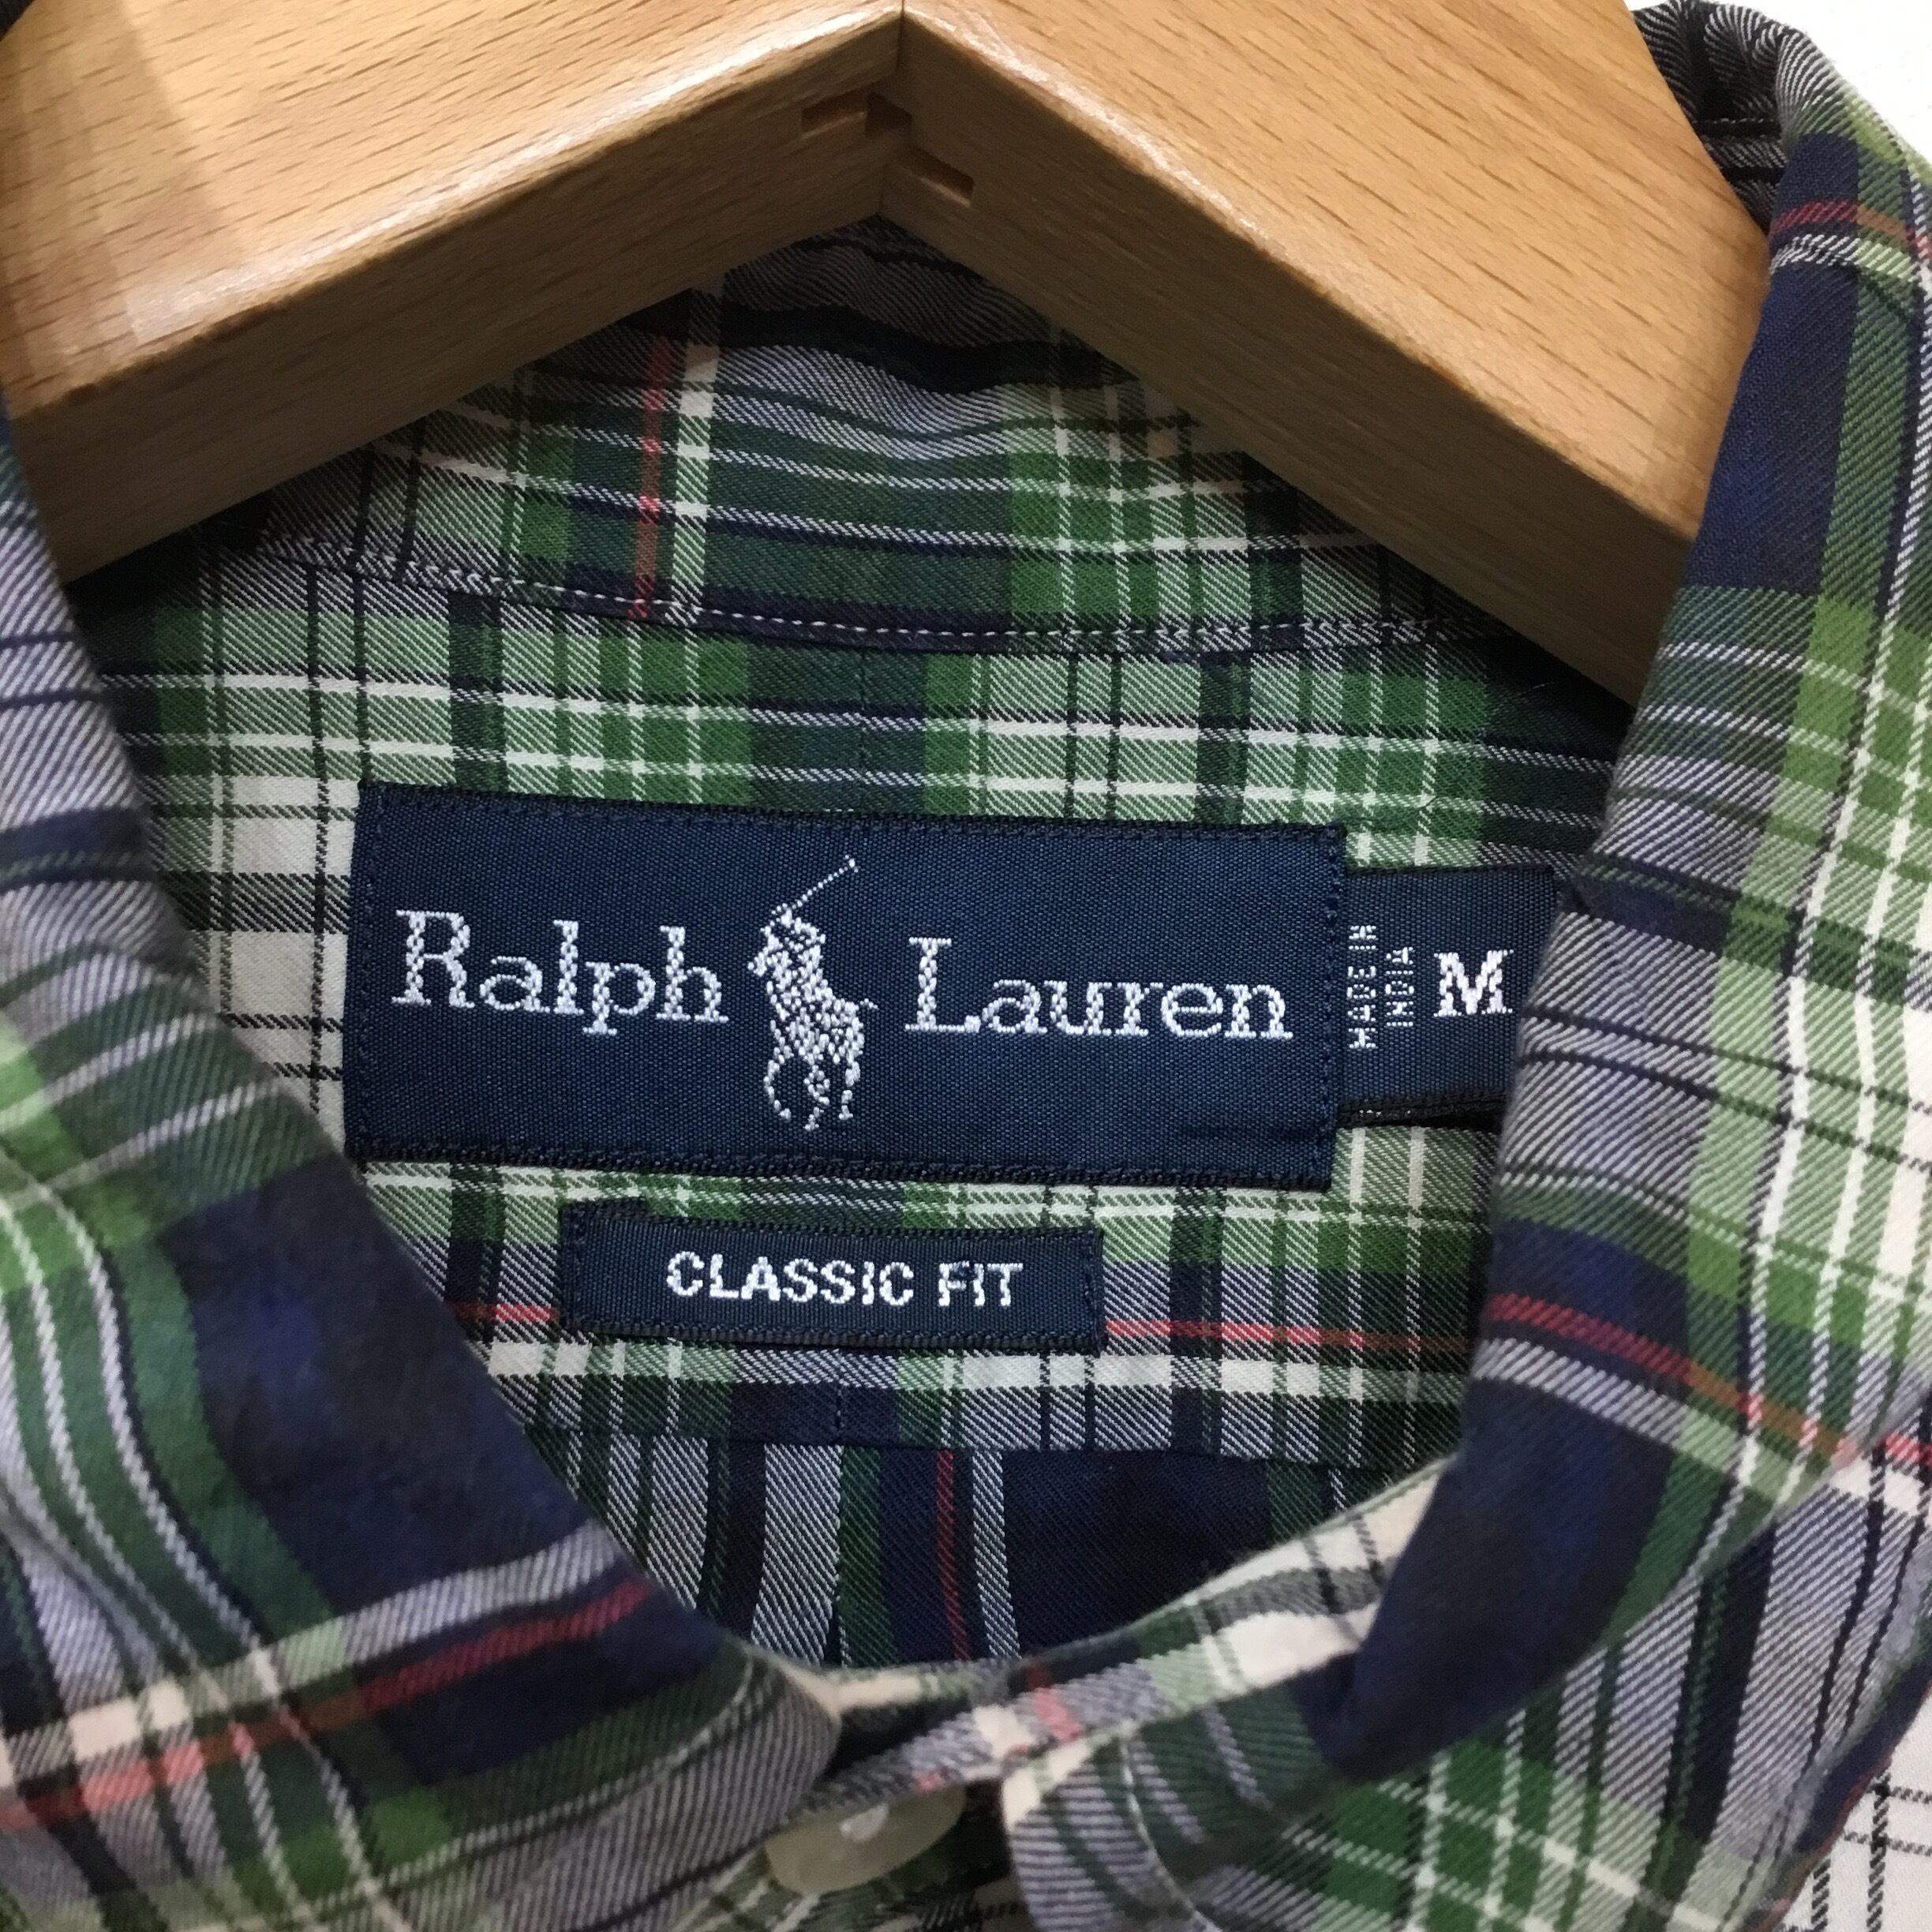 Ralph Lauren
MADE IN
INDIA
M
CLASSIC FIT